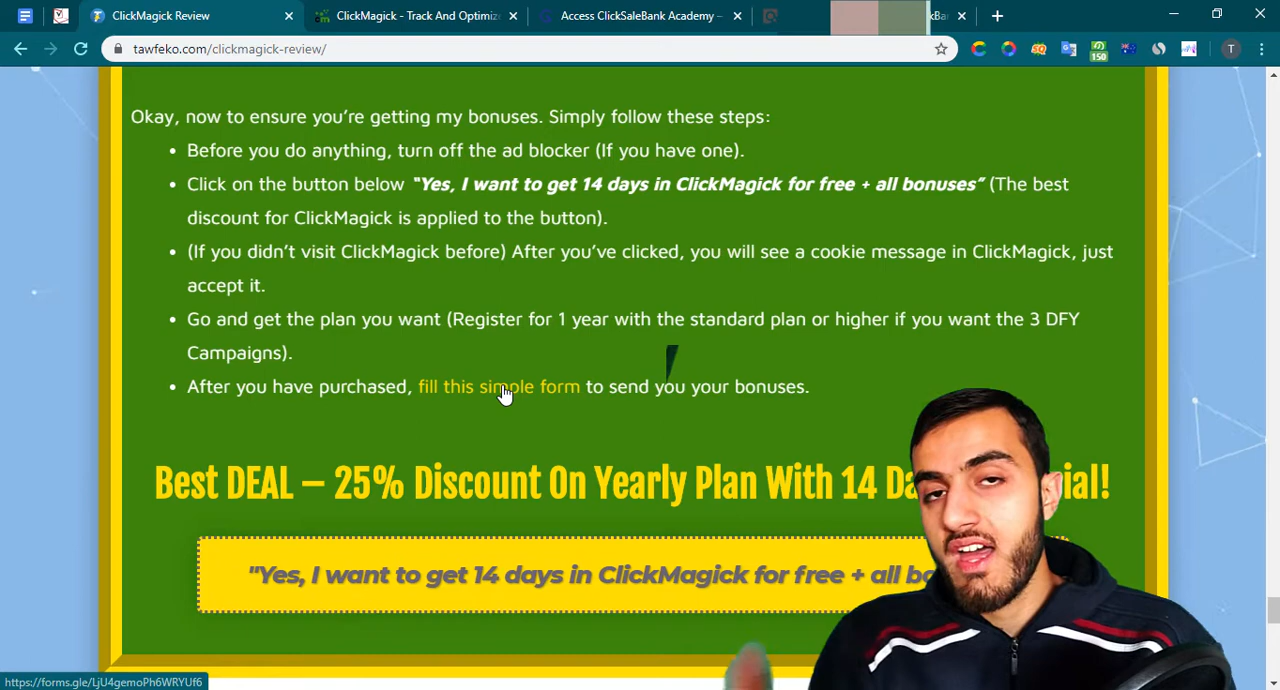 ClickMagick Review
ClickMagick - Track And Optimize
Access ClickSaleBank Academy –
tawfeko.com/clickmagick-review/
150
T
Okay, now to ensure you’re getting my bonuses. Simply follow these steps:
• Before you do anything, turn off the ad blocker (If you have one).
• Click on the button below “Yes, I want to get 14 days in ClickMagick for free + all bonuses” (The best
discount for ClickMagick is applied to the button).
• (If you didn’t visit ClickMagick before) After you’ve clicked, you will see a cookie message in ClickMagick, just
accept it.
• Go and get the plan you want (Register for 1 year with the standard plan or higher if you want the 3 DFY
Campaigns).
• After you have purchased, fill this simple form to send you your bonuses.
Best DEAL – 25% Discount On Yearly Plan With 14 Da ial!
"Yes, I want to get 14 days in ClickMagick for free + all bo
https://forms.gle/LjU4gemoPh6WRYUf6